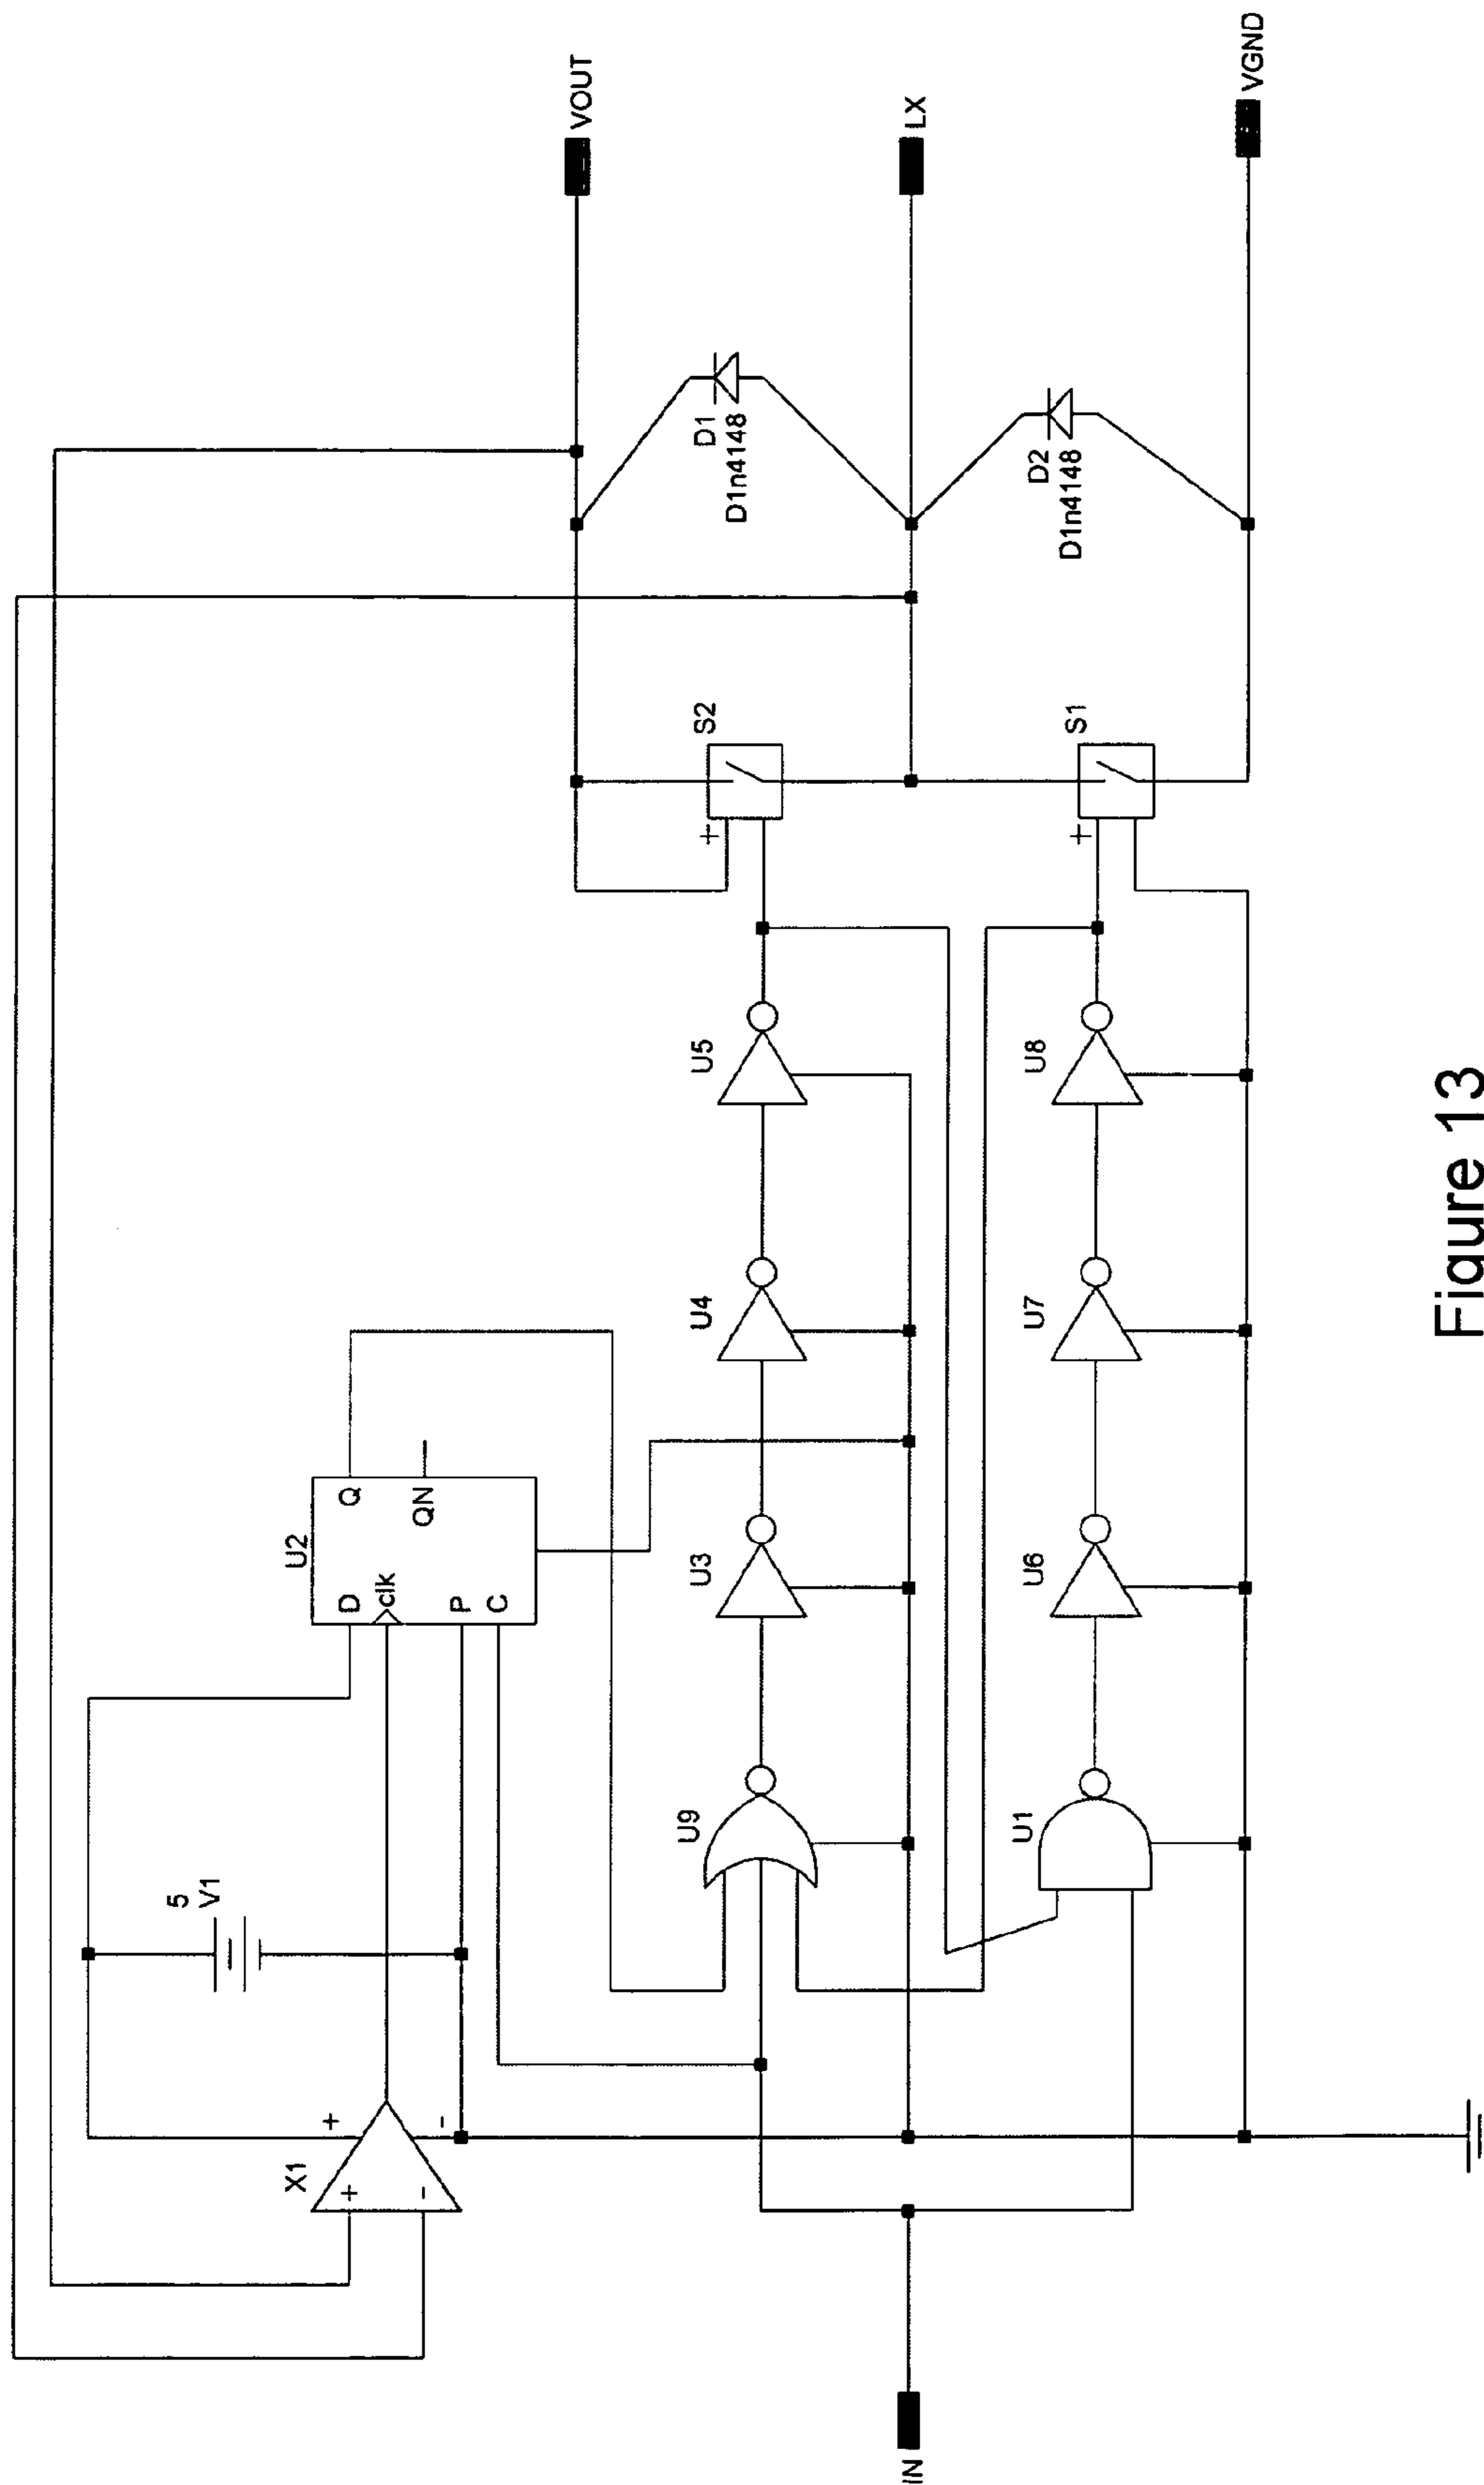 IN
X1
+
-
+
-
5
V1
U2
D
clk
P
C
Q
QN
U9
U3
U4
U5
U1
U6
U7
U8
S2
+
S1
+
D1
D1n4148
D2
D1n4148
VOUT
LX
VGND
Figure 13